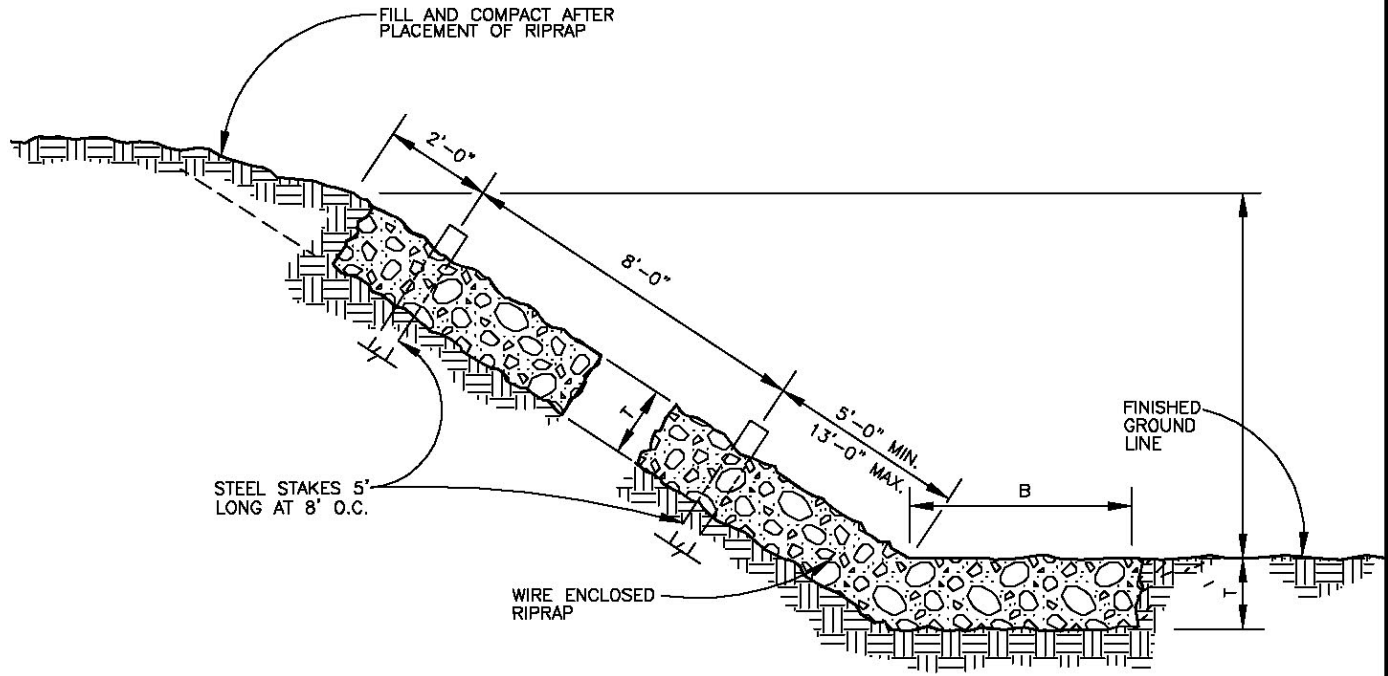 FILL AND COMPACT AFTER
PLACEMENT OF RIPRAP
2'-0"
8'-0"
T
5'-0" MIN.
13'-0" MAX.
FINISHED
GROUND
LINE
B
STEEL STAKES 5'
LONG AT 8' O.C.
WIRE ENCLOSED
RIPRAP
T